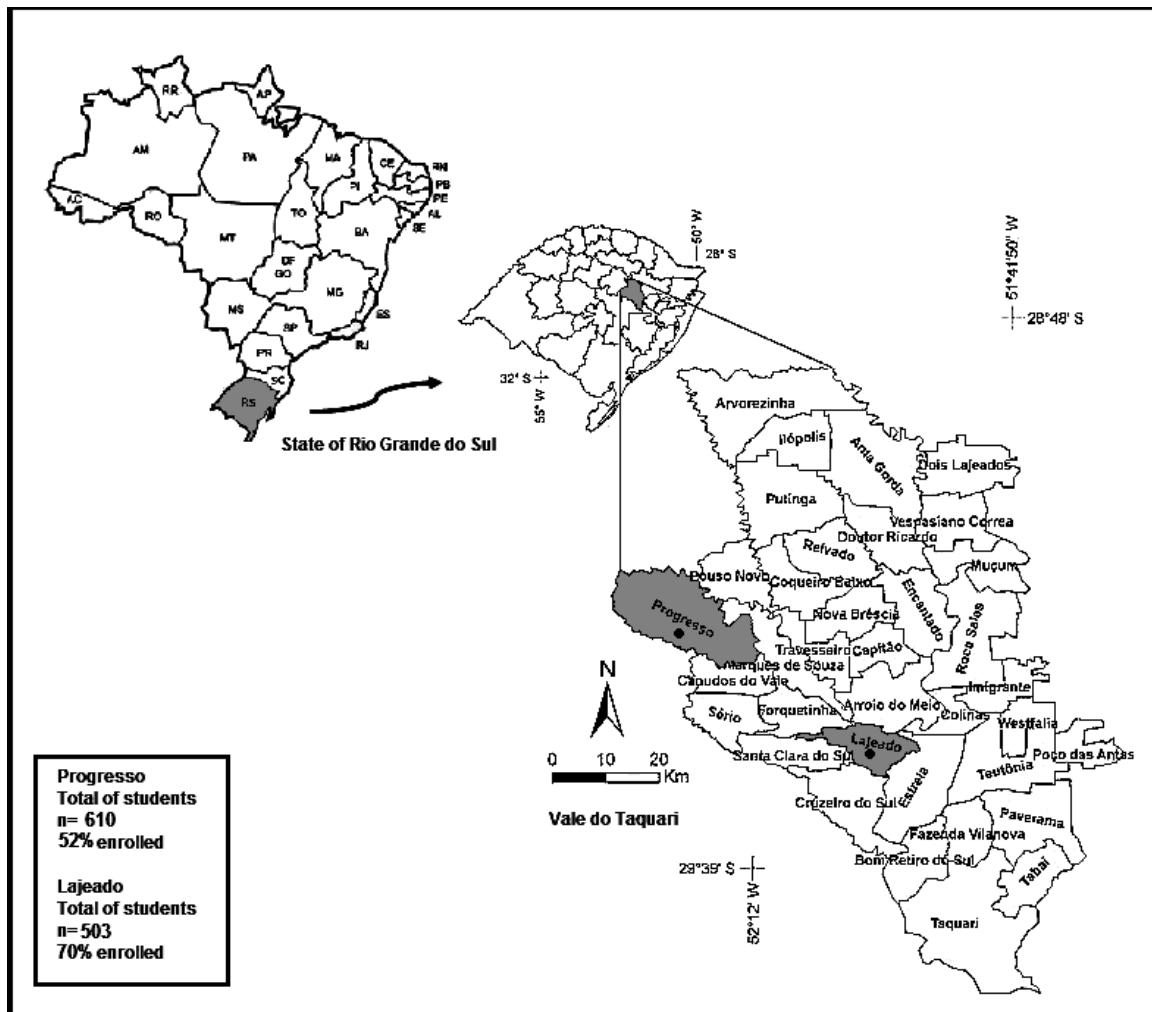 RR
AP
AM
PA
MA
CE
RN
PB
PE
AL
SE
PI
AC
RO
TO
MT
BA
DF
GO
MG
MS
ES
SP
RJ
PR
SC
RS
State of Rio Grande do Sul
50° W
28° S
32° S
55° W
51°41'50" W
28°48' S
Arvorezinha
Ilópolis
Anta Gorda
Dois Lajeados
Putinga
Vespasiano Correa
Doutor Ricardo
Relvado
Muçum
Pouso Novo
Coqueiro Baixo
Encantado
Progresso
Nova Bréscia
Roca Sales
Travesseiro
Capitão
Marques de Souza
Canudos do Vale
Imigrante
Sério
Forquetinha
Arroio do Meio
Colinas
Westfalia
Lajeado
Santa Clara do Sul
Poço das Antas
Teutônia
Estrela
Cruzeiro do Sul
Paverama
Fazenda Vilanova
Bom Retiro do Sul
Tabaí
Taquari
N
0 10 20
Km
Vale do Taquari
29°39' S
52°12' W
Progresso
Total of students
n= 610
52% enrolled
Lajeado
Total of students
n= 503
70% enrolled